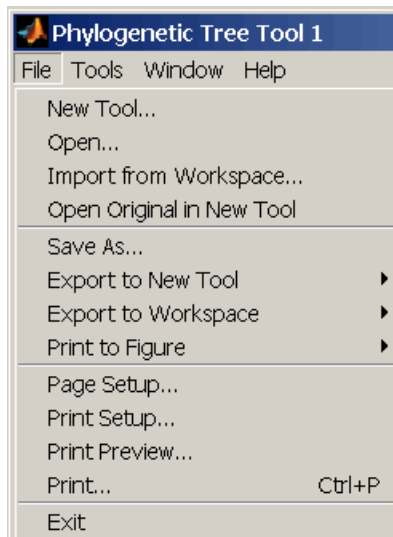 Phylogenetic Tree Tool 1
File Tools Window Help
New Tool...
Open...
Import from Workspace...
Open Original in New Tool
Save As...
Export to New Tool
Export to Workspace
Print to Figure
Page Setup...
Print Setup...
Print Preview...
Print... Ctrl+P
Exit